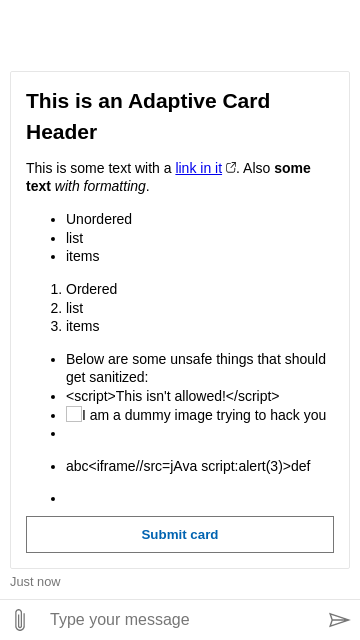 This is an Adaptive Card
Header
This is some text with a link in it. Also some
text with formatting.
• Unordered
• list
• items
1. Ordered
2. list
3. items
• Below are some unsafe things that should
get sanitized:
• <script>This isn't allowed!</script>
• I am a dummy image trying to hack you
•
• abc<iframe//src=jAva script:alert(3)>def
•
Submit card
Just now
Type your message